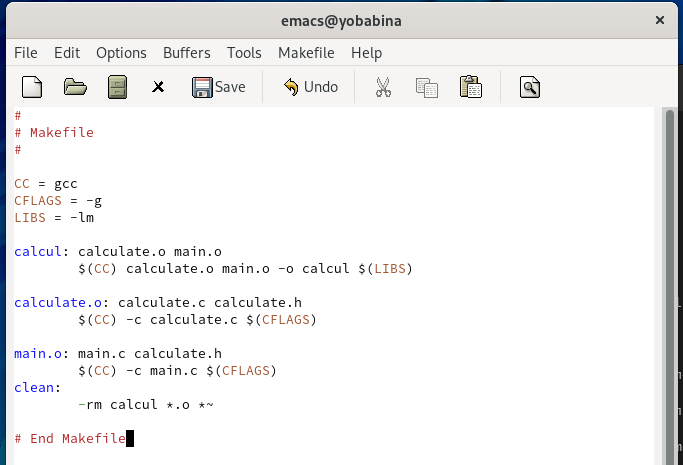 emacs@yobabina ×
File Edit Options Buffers Tools Makefile Help
Save Undo
#
# Makefile
#
CC = gcc
CFLAGS = -g
LIBS = -lm
calcul: calculate.o main.o
$(CC) calculate.o main.o -o calcul $(LIBS)
calculate.o: calculate.c calculate.h
$(CC) -c calculate.c $(CFLAGS)
main.o: main.c calculate.h
$(CC) -c main.c $(CFLAGS)
clean:
-rm calcul *.o *~
# End Makefile